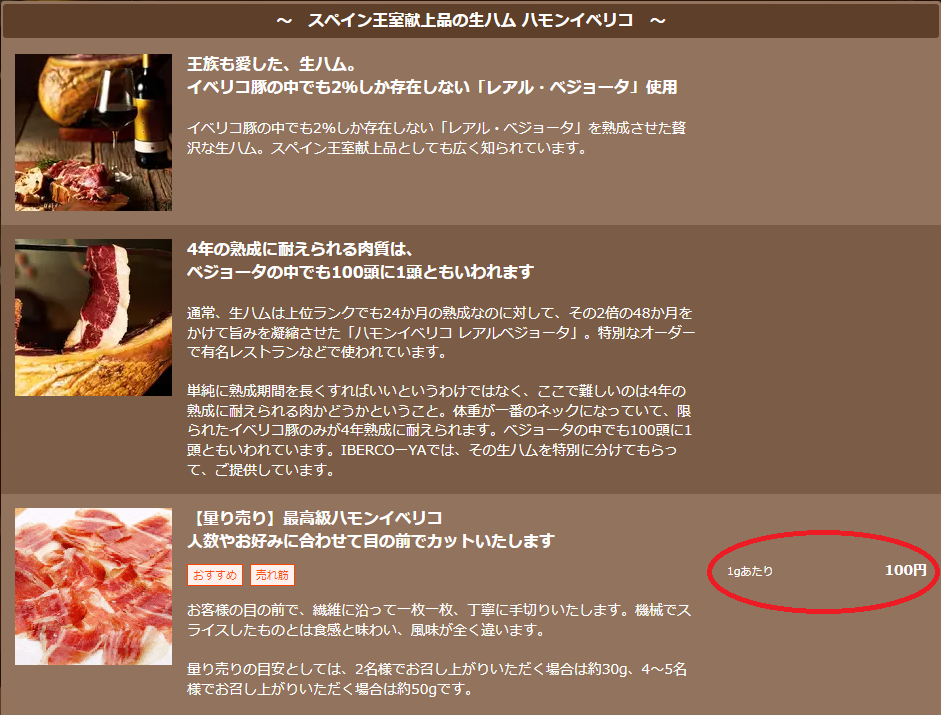 ～　スペイン王室献上品の生ハム ハモンイベリコ　～
王族も愛した、生ハム。
イベリコ豚の中でも2%しか存在しない「レアル・ベジョータ」使用
イベリコ豚の中でも2%しか存在しない「レアル・ベジョータ」を熟成させた贅
沢な生ハム。スペイン王室献上品としても広く知られています。
4年の熟成に耐えられる肉質は、
ベジョータの中でも100頭に1頭ともいわれます
通常、生ハムは上位ランクでも24か月の熟成なのに対して、その2倍の48か月を
かけて旨みを凝縮させた「ハモンイベリコ レアルベジョータ」。特別なオーダー
で有名レストランなどで使われています。
単純に熟成期間を長くすればいいというわけではなく、ここで難しいのは4年の
熟成に耐えられる肉かどうかということ。体重が一番のネックになっていて、限
られたイベリコ豚のみが4年熟成に耐えられます。ベジョータの中でも100頭に1
頭ともいわれています。IBERCO－YAでは、その生ハムを特別に分けてもらっ
て、ご提供しています。
【量り売り】最高級ハモンイベリコ
人数やお好みに合わせて目の前でカットいたします
おすすめ 売れ筋
1gあたり 100円
お客様の目の前で、繊維に沿って一枚一枚、丁寧に手切りいたします。機械でス
ライスしたものとは食感と味わい、風味が全く違います。
量り売りの目安としては、2名様でお召し上がりいただく場合は約30g、4～5名
様でお召し上がりいただく場合は約50gです。